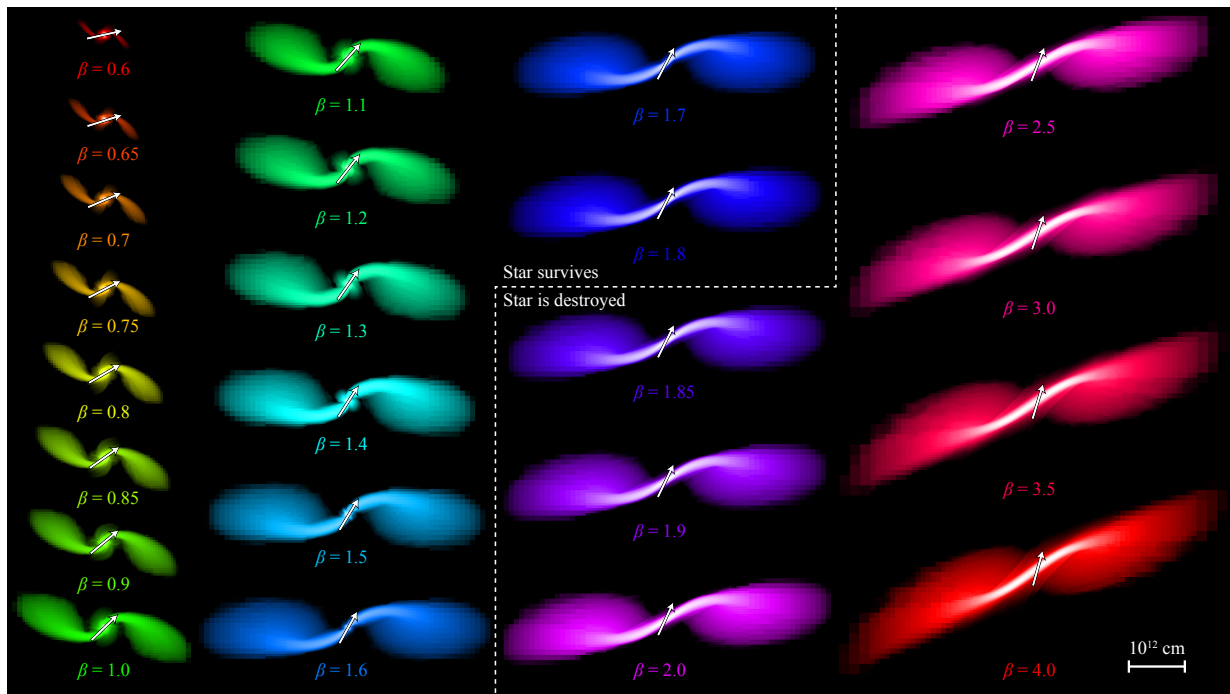 β = 0.6
β = 0.65
β = 0.7
β = 0.75
β = 0.8
β = 0.85
β = 0.9
β = 1.0
β = 1.1
β = 1.2
β = 1.3
β = 1.4
β = 1.5
β = 1.6
β = 1.7
β = 1.8
Star survives
Star is destroyed
β = 1.85
β = 1.9
β = 2.0
β = 2.5
β = 3.0
β = 3.5
β = 4.0
10¹² cm